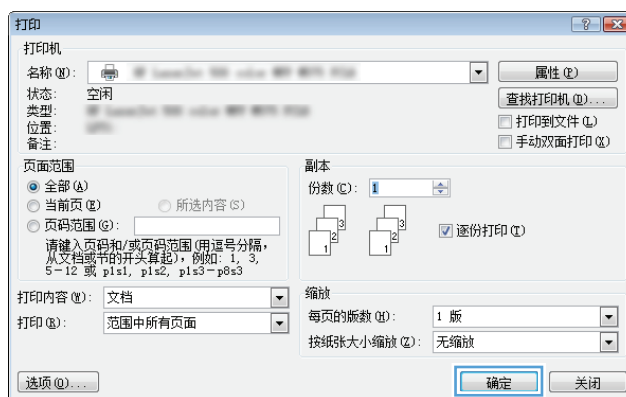 打印
打印机
名称(N):
属性(P)
状态: 空闲
查找打印机(D)...
类型:
位置:
打印到文件(L)
备注:
手动双面打印(X)
页面范围
全部(A)
当前页(E) 所选内容(S)
页码范围(G):
请键入页码和/或页码范围(用逗号分隔，
从文档或节的开头算起)，例如: 1, 3,
5-12 或 p1s1, p1s2, p1s3-p8s3
副本
份数(C): 1
3 3
2 2
1 1
逐份打印(T)
打印内容(W): 文档
打印(R): 范围中所有页面
缩放
每页的版数(H): 1 版
按纸张大小缩放(Z): 无缩放
选项(O)... 确定 关闭